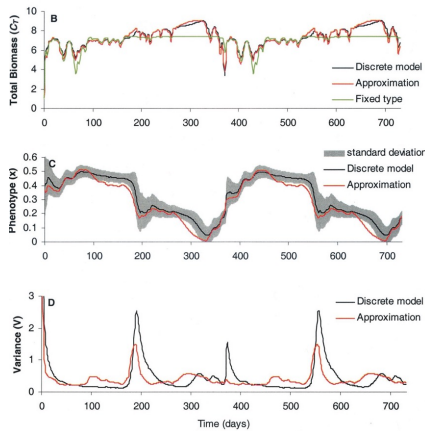 B
Total Biomass (C_T)
10
8
6
4
2
0
Discrete model
Approximation
Fixed type
0 100 200 300 400 500 600 700
C
Phenotype (x)
0.6
0.5
0.4
0.3
0.2
0.1
0
standard deviation
Discrete model
Approximation
0 100 200 300 400 500 600 700
D
Variance (V)
3
2
1
0
Discrete model
Approximation
0 100 200 300 400 500 600 700
Time (days)